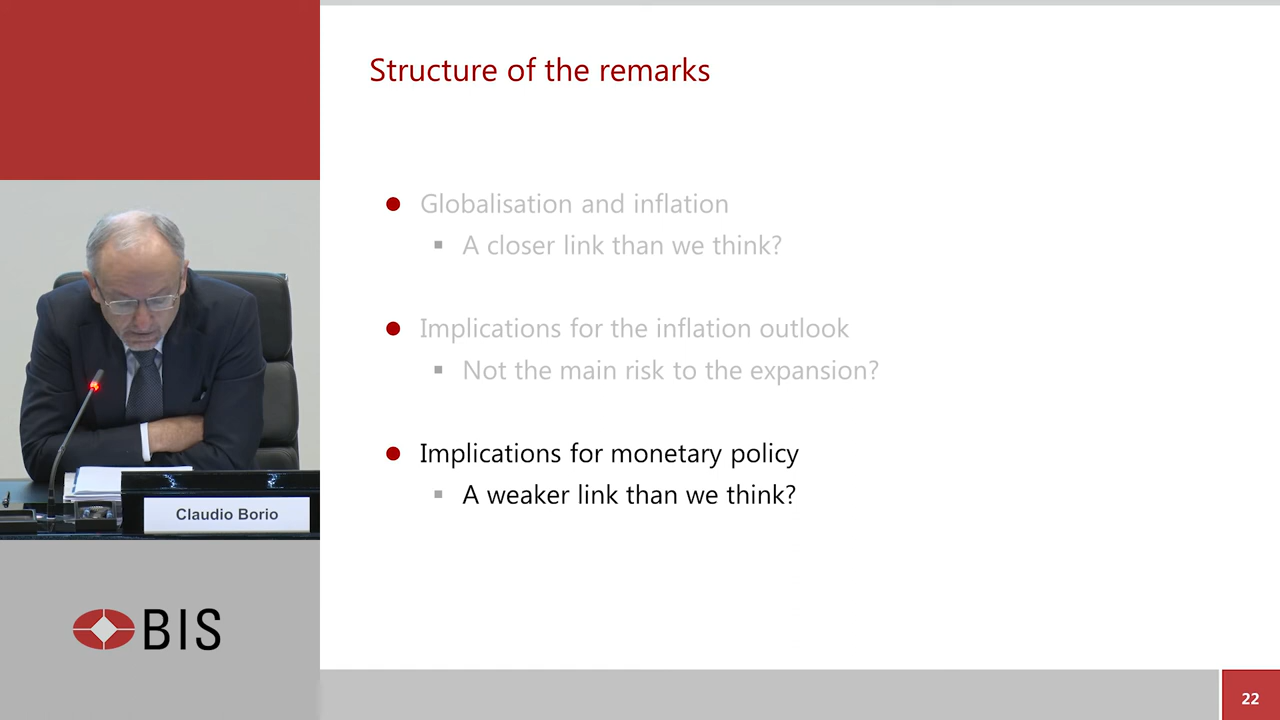 Structure of the remarks
Globalisation and inflation
A closer link than we think?
Implications for the inflation outlook
Not the main risk to the expansion?
Implications for monetary policy
A weaker link than we think?
Claudio Borio
BIS
22